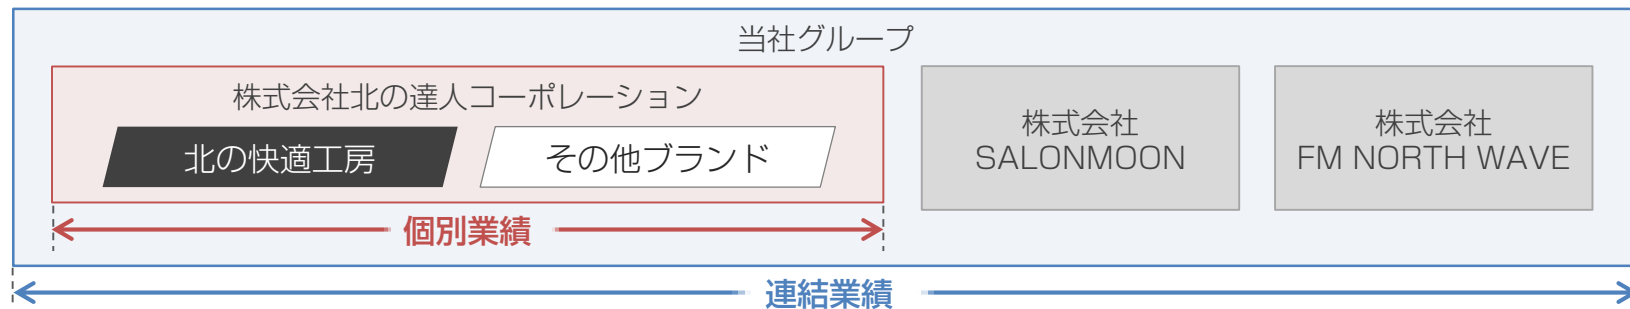 当社グループ
株式会社北の達人コーポレーション
北の快適工房
その他ブランド
株式会社
SALONMOON
株式会社
FM NORTH WAVE
個別業績
連結業績